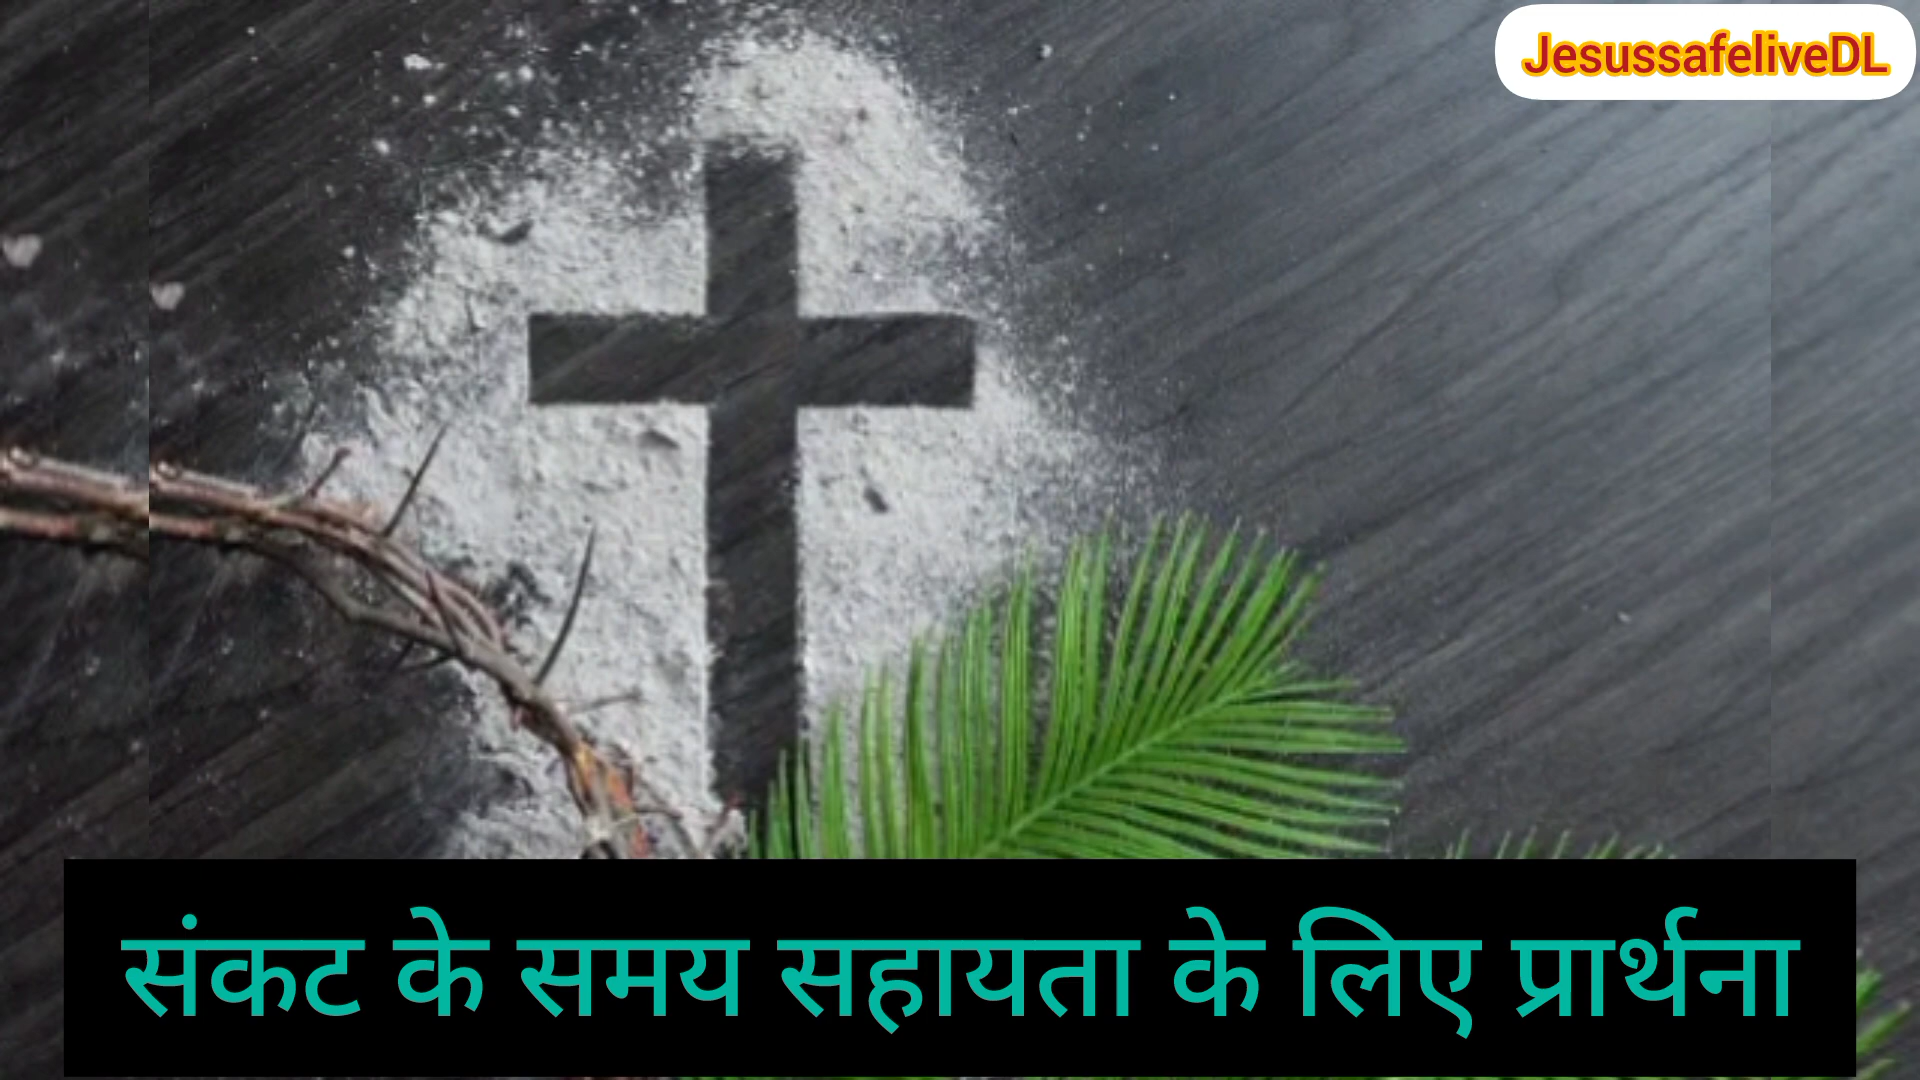 JesussafeliveDL
संकट के समय सहायता के लिए प्रार्थना